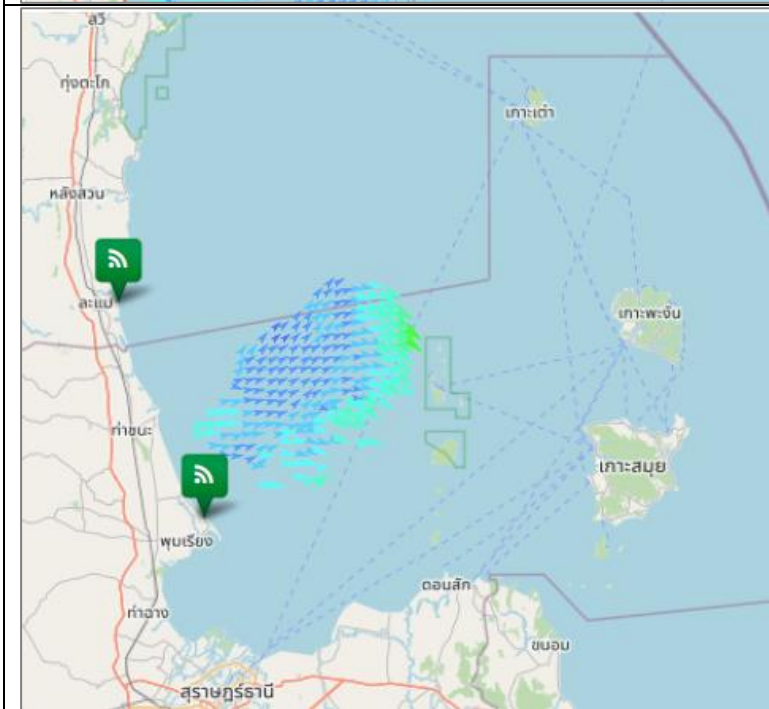 สวี
ทุ่งตะโก
เกาะเต่า
หลังสวน
ละแม
เกาะพะงัน
ท่าชนะ
เกาะสมุย
พุมเรียง
ดอนสัก
ท่าฉาง
ขนอม
สุราษฎร์ธานี